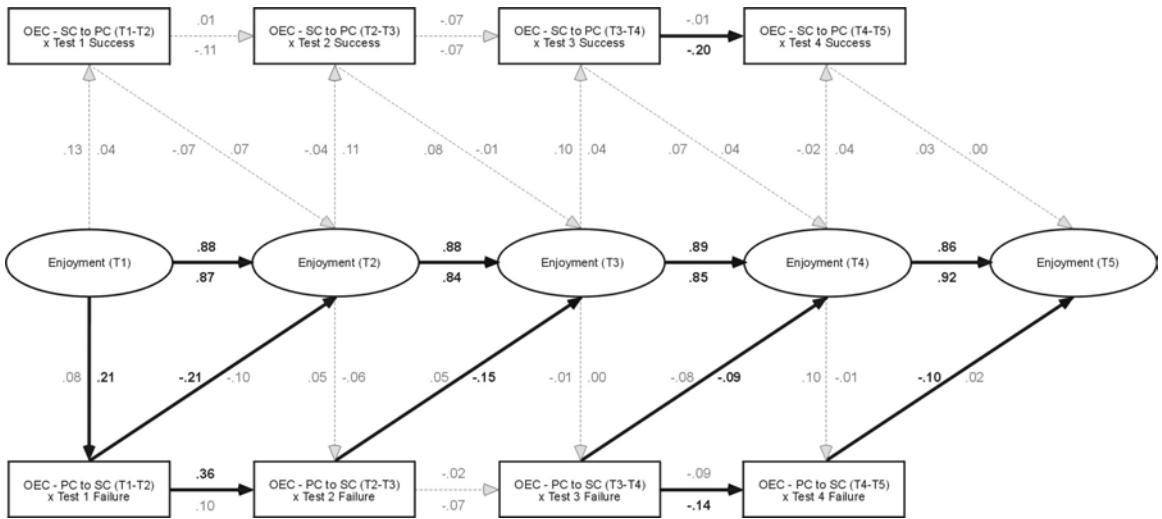 OEC - SC to PC (T1-T2)
x Test 1 Success
.01
-.11
OEC - SC to PC (T2-T3)
x Test 2 Success
-.07
-.07
OEC - SC to PC (T3-T4)
x Test 3 Success
-.01
-.20
OEC - SC to PC (T4-T5)
x Test 4 Success
.13 .04
-.07 .07
-.04 .11
.08 -.01
.10 .04
.07 .04
-.02 .04
.03 .00
Enjoyment (T1)
.88
.87
Enjoyment (T2)
.88
.84
Enjoyment (T3)
.89
.85
Enjoyment (T4)
.86
.92
Enjoyment (T5)
.08 .21
-.21 -.10
.05 -.06
.05 -.15
-.01 .00
-.08 -.09
.10 -.01
-.10 .02
OEC - PC to SC (T1-T2)
x Test 1 Failure
.36
.10
OEC - PC to SC (T2-T3)
x Test 2 Failure
-.02
-.07
OEC - PC to SC (T3-T4)
x Test 3 Failure
-.09
-.14
OEC - PC to SC (T4-T5)
x Test 4 Failure